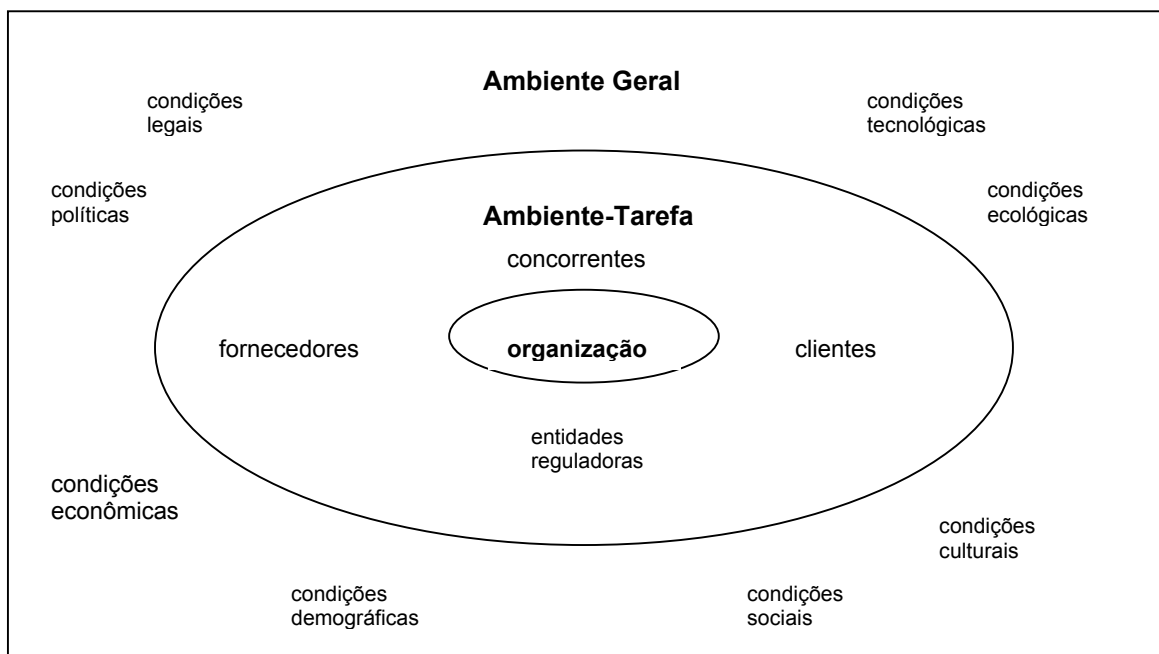 Ambiente Geral
condições
legais
condições
tecnológicas
condições
políticas
condições
ecológicas
Ambiente-Tarefa
concorrentes
fornecedores
organização
clientes
entidades
reguladoras
condições
econômicas
condições
culturais
condições
demográficas
condições
sociais